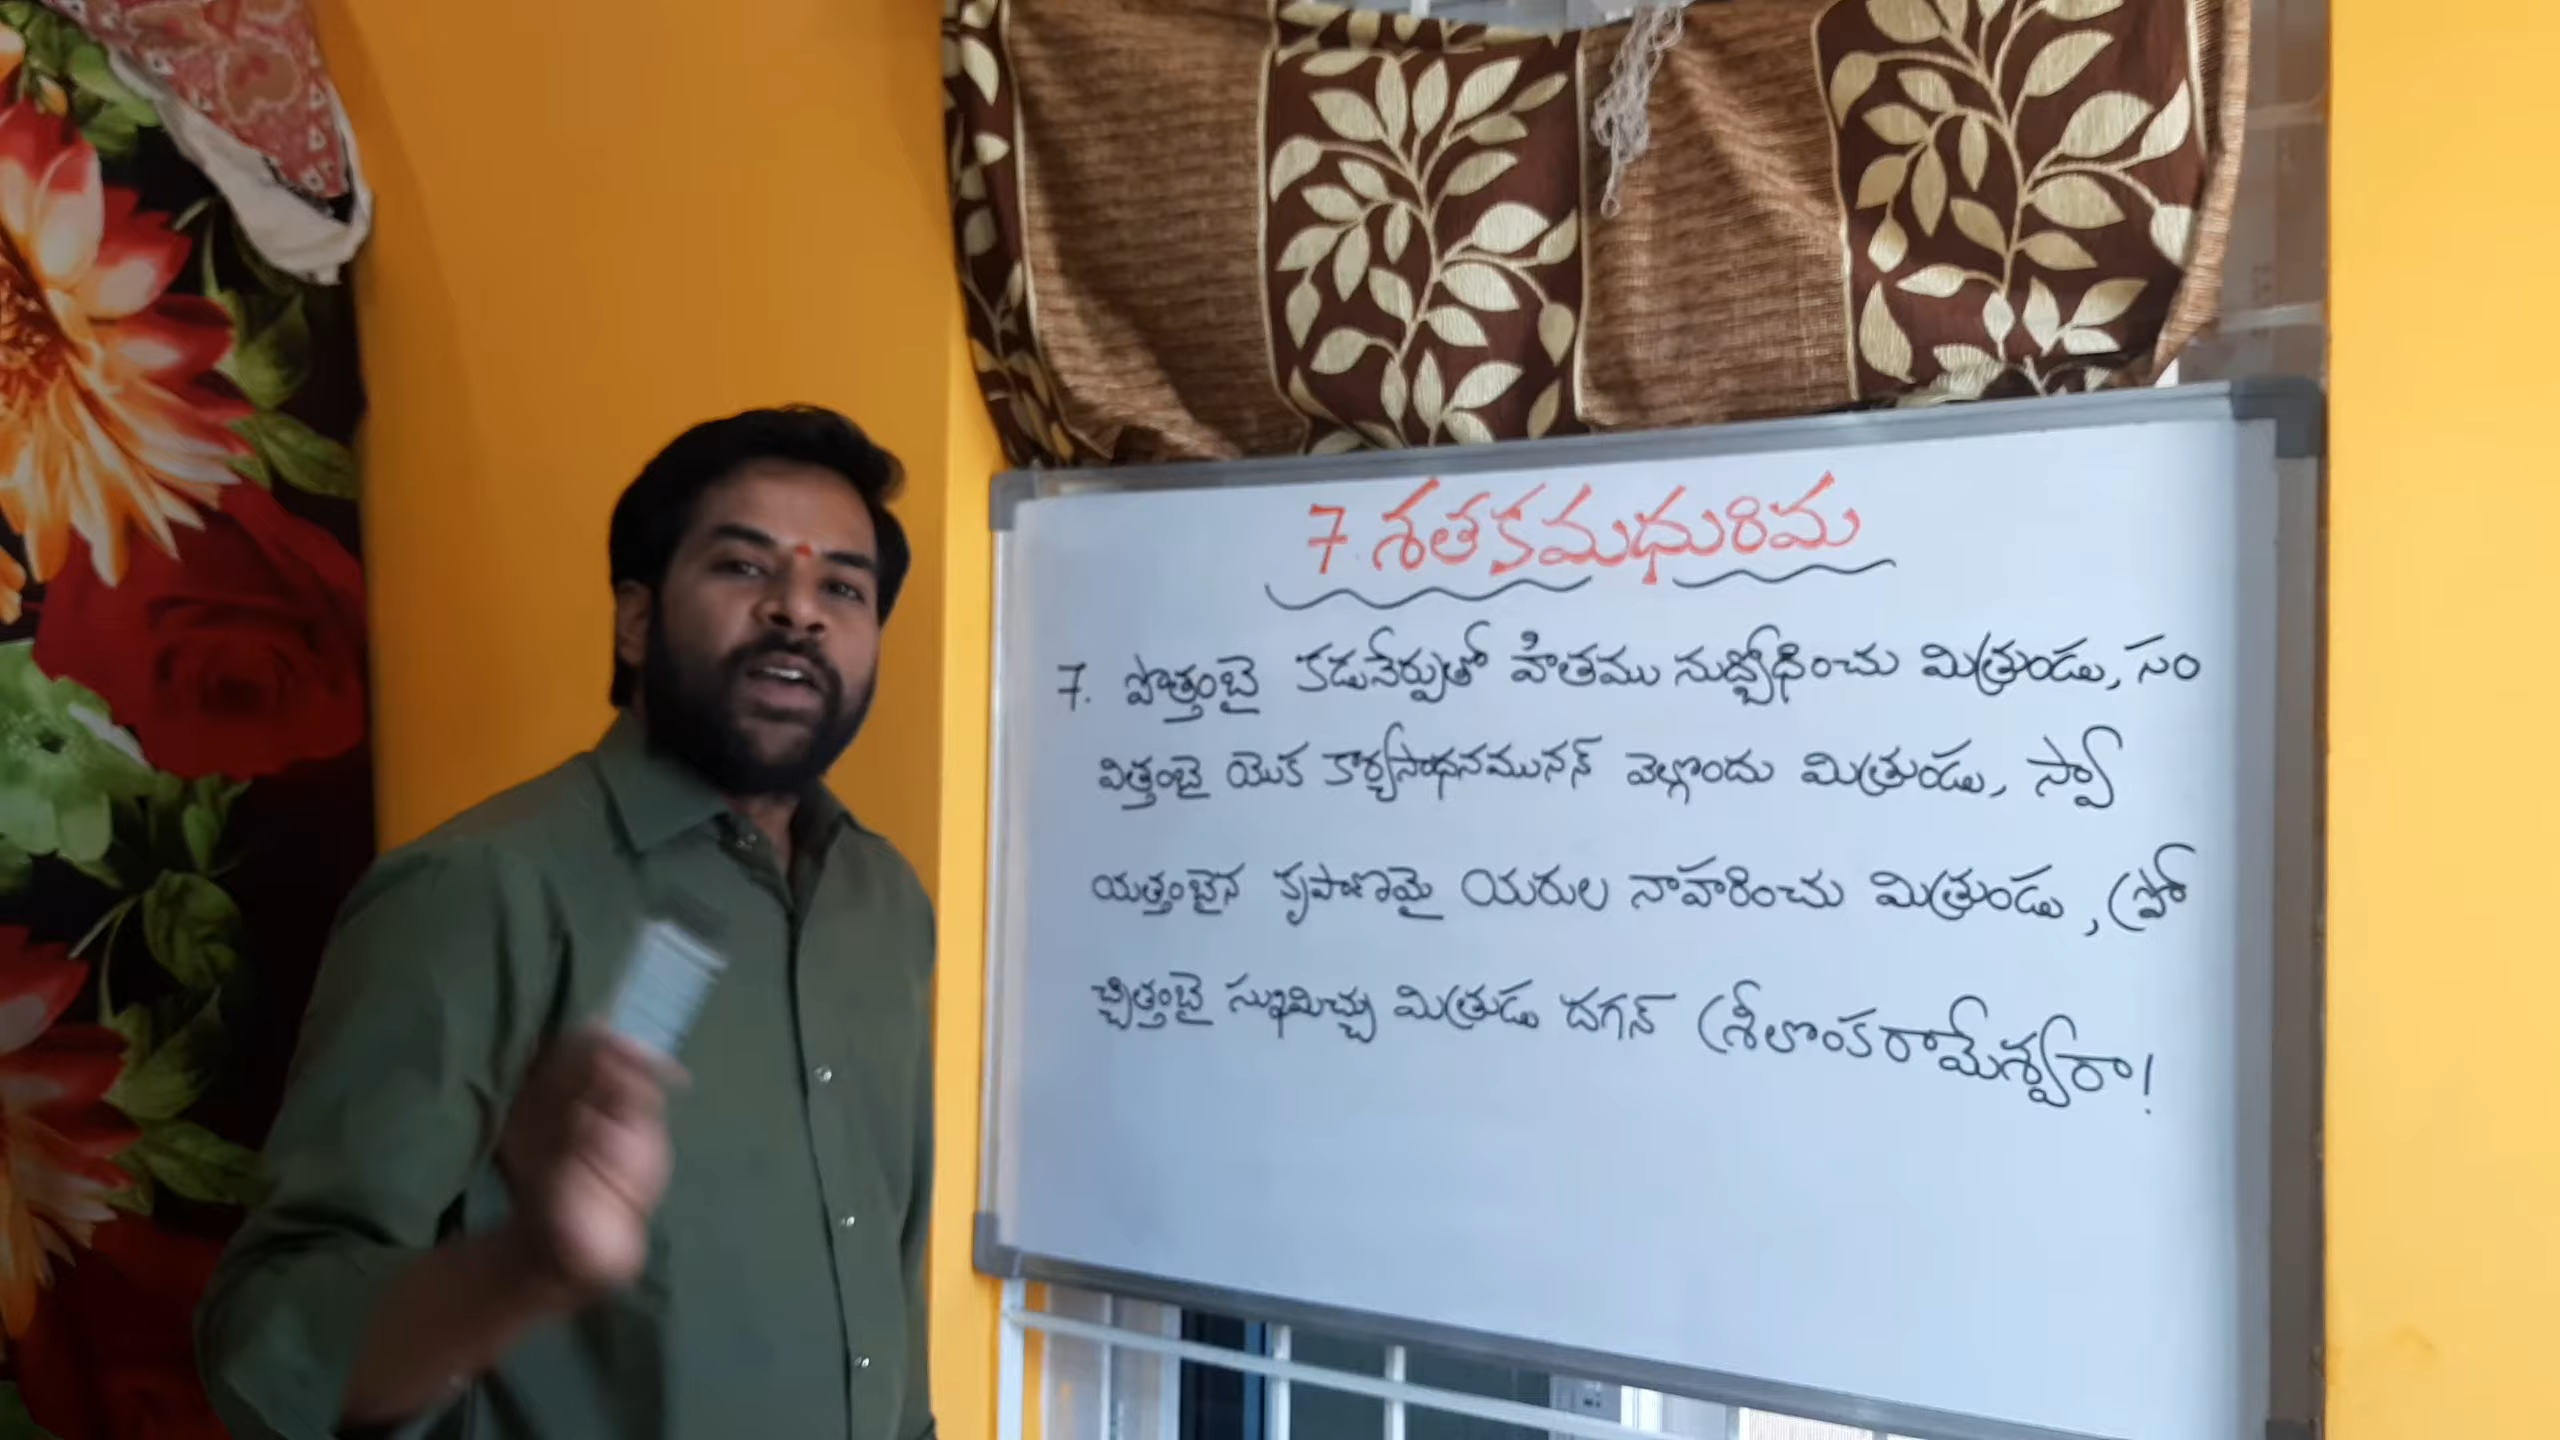 7. శతకమధురిమ
7. పొత్తంబై కడునేర్పుతో హితము నుద్బోధించు మిత్రుండు, సం
విత్తంబై యొక కార్యసాధనమునన్ వెల్గొందు మిత్రుండు, స్వా
యత్తంబైన కృపాణమై యరుల నాహరించు మిత్రుండు, ప్రో
చ్చిత్తంబై సుఖమిచ్చు మిత్రుడు దగన్ శ్రీలొంకరామేశ్వరా!